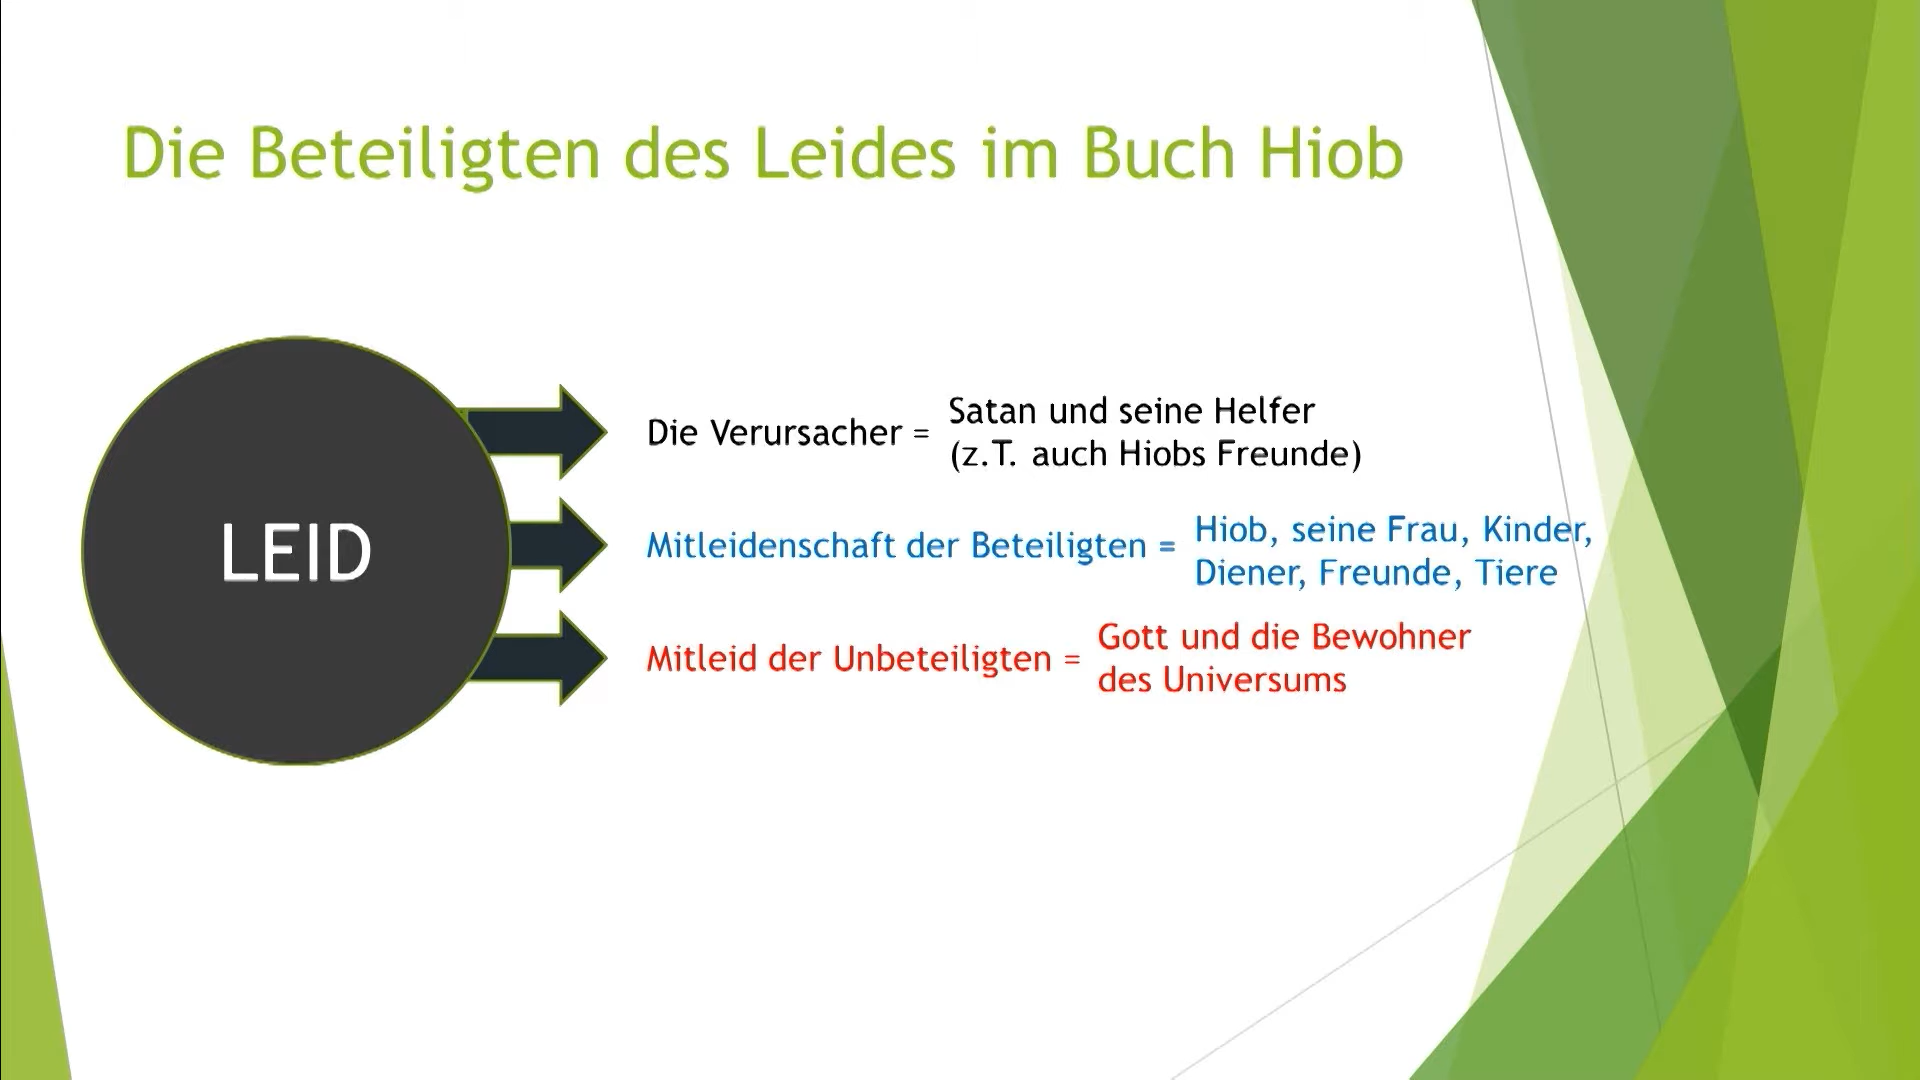 Die Beteiligten des Leides im Buch Hiob
LEID
Die Verursacher =
Satan und seine Helfer
(z.T. auch Hiobs Freunde)
Mitleidenschaft der Beteiligten =
Hiob, seine Frau, Kinder,
Diener, Freunde, Tiere
Mitleid der Unbeteiligten =
Gott und die Bewohner
des Universums